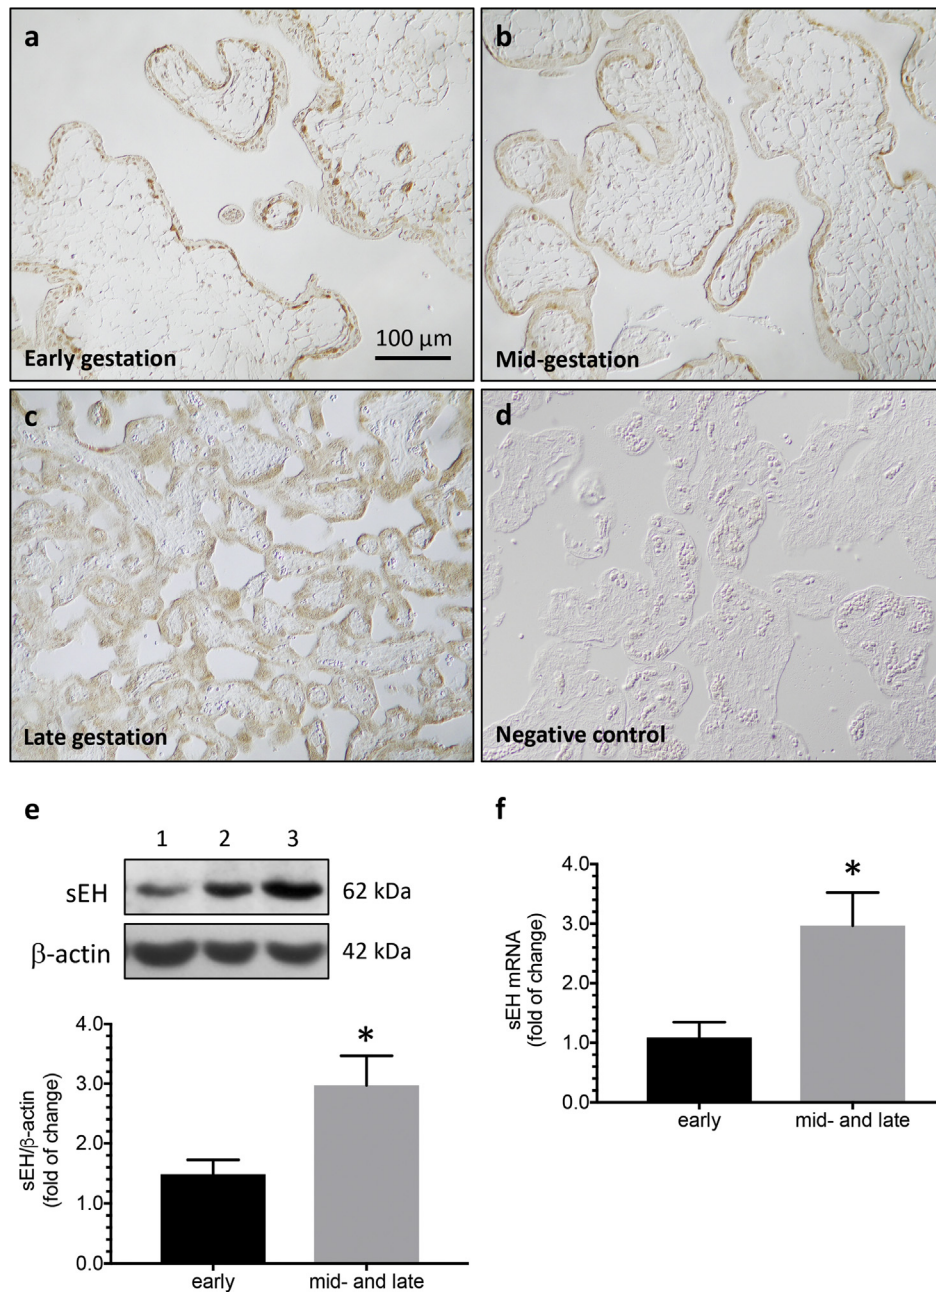 a
b
Early gestation
100 µm
Mid-gestation
c
d
Late gestation
Negative control
e
1 2 3
sEH
62 kDa
β-actin
42 kDa
4.0
3.0
2.0
1.0
0.0
sEH/β-actin
(fold of change)
*
early
mid- and late
f
4.0
3.0
2.0
1.0
0.0
sEH mRNA
(fold of change)
*
early
mid- and late